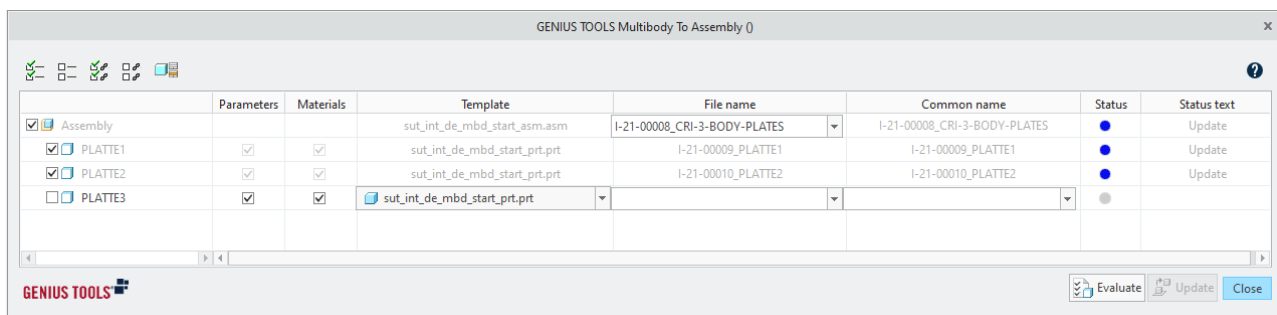 GENIUS TOOLS Multibody To Assembly ()
Parameters Materials Template File name Common name Status Status text
Assembly sut_int_de_mbd_start_asm.asm I-21-00008_CRI-3-BODY-PLATES I-21-00008_CRI-3-BODY-PLATES Update
PLATTE1 sut_int_de_mbd_start_prt.prt I-21-00009_PLATTE1 I-21-00009_PLATTE1 Update
PLATTE2 sut_int_de_mbd_start_prt.prt I-21-00010_PLATTE2 I-21-00010_PLATTE2 Update
PLATTE3 sut_int_de_mbd_start_prt.prt
GENIUS TOOLS Evaluate Update Close